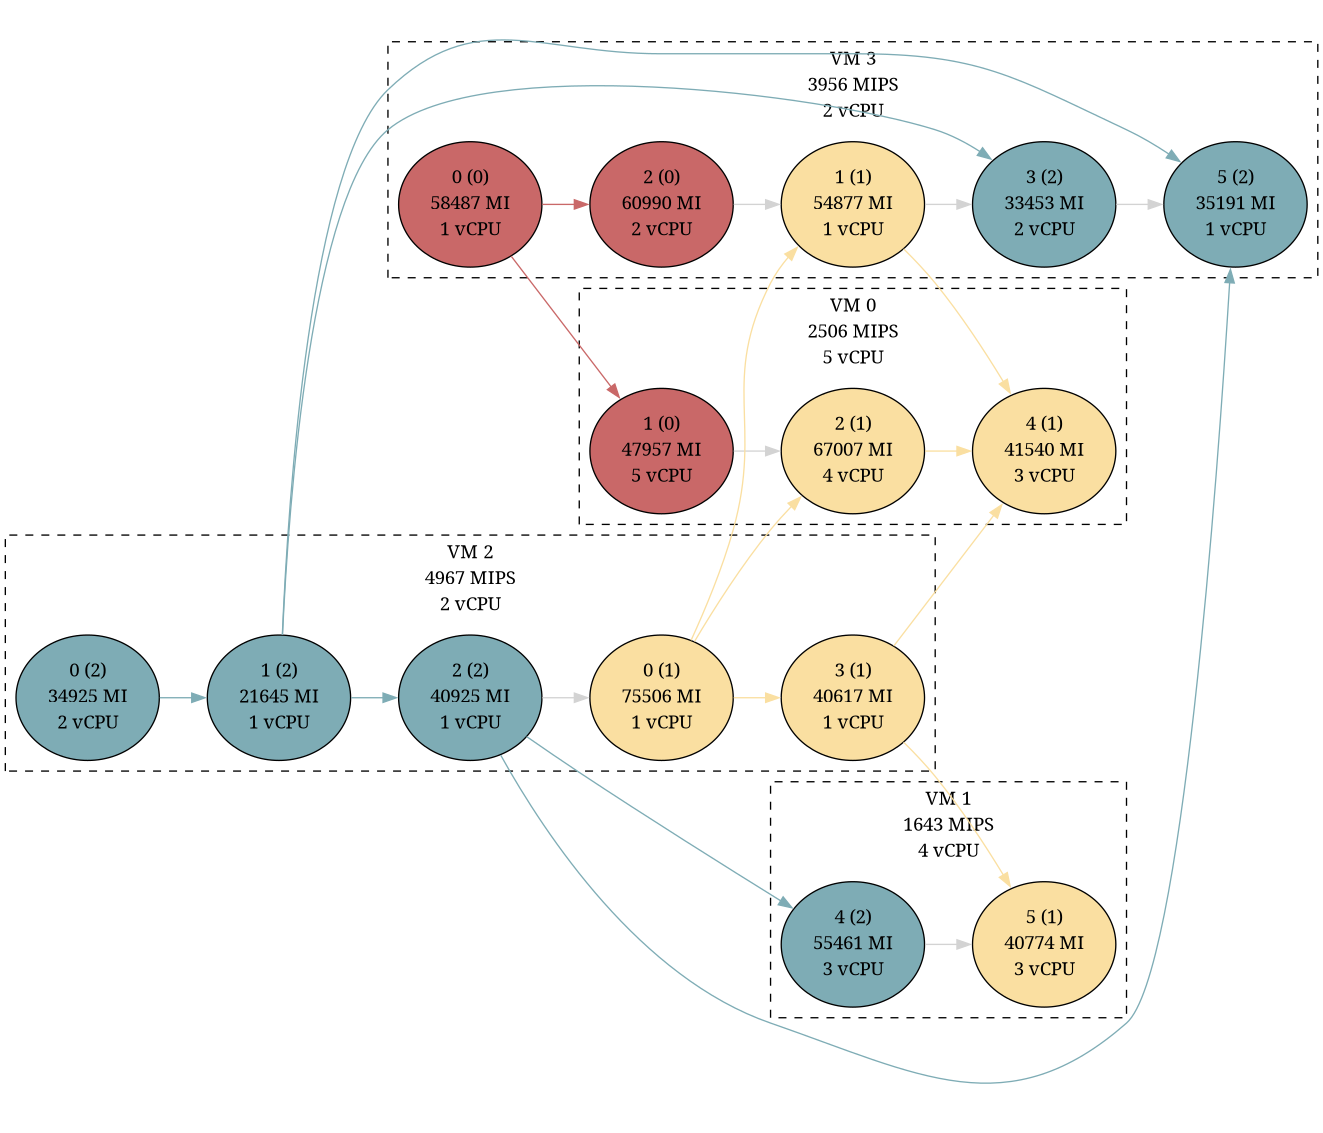 VM 3
3956 MIPS
2 vCPU
0 (0)
58487 MI
1 vCPU
2 (0)
60990 MI
2 vCPU
1 (1)
54877 MI
1 vCPU
3 (2)
33453 MI
2 vCPU
5 (2)
35191 MI
1 vCPU
VM 0
2506 MIPS
5 vCPU
1 (0)
47957 MI
5 vCPU
2 (1)
67007 MI
4 vCPU
4 (1)
41540 MI
3 vCPU
VM 2
4967 MIPS
2 vCPU
0 (2)
34925 MI
2 vCPU
1 (2)
21645 MI
1 vCPU
2 (2)
40925 MI
1 vCPU
0 (1)
75506 MI
1 vCPU
3 (1)
40617 MI
1 vCPU
VM 1
1643 MIPS
4 vCPU
4 (2)
55461 MI
3 vCPU
5 (1)
40774 MI
3 vCPU